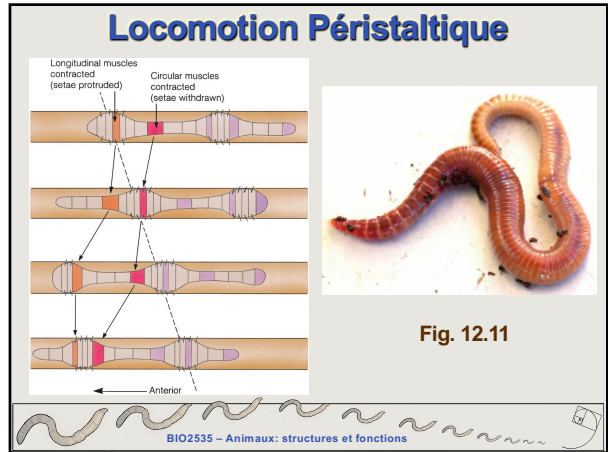 Locomotion Péristaltique
Longitudinal muscles
contracted
(setae protruded)
Circular muscles
contracted
(setae withdrawn)
Anterior
Fig. 12.11
BIO2535 – Animaux: structures et fonctions